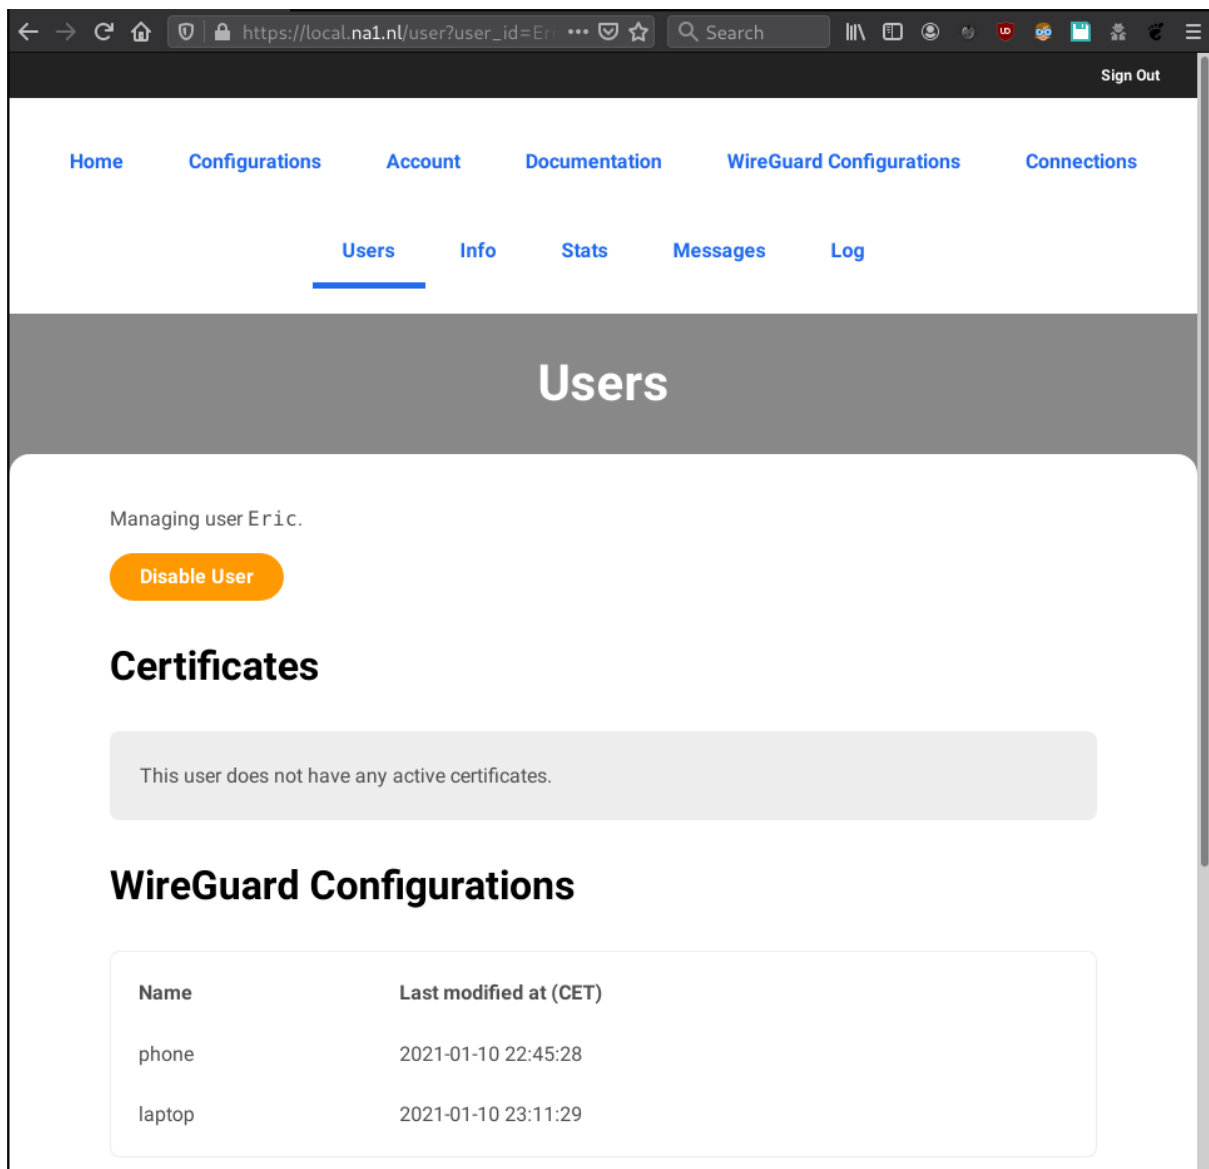 https://local.na1.nl/user?user_id=Eri
Search
Sign Out
Home Configurations Account Documentation WireGuard Configurations Connections
Users Info Stats Messages Log
Users
Managing user Eric.
Disable User
Certificates
This user does not have any active certificates.
WireGuard Configurations
Name Last modified at (CET)
phone 2021-01-10 22:45:28
laptop 2021-01-10 23:11:29